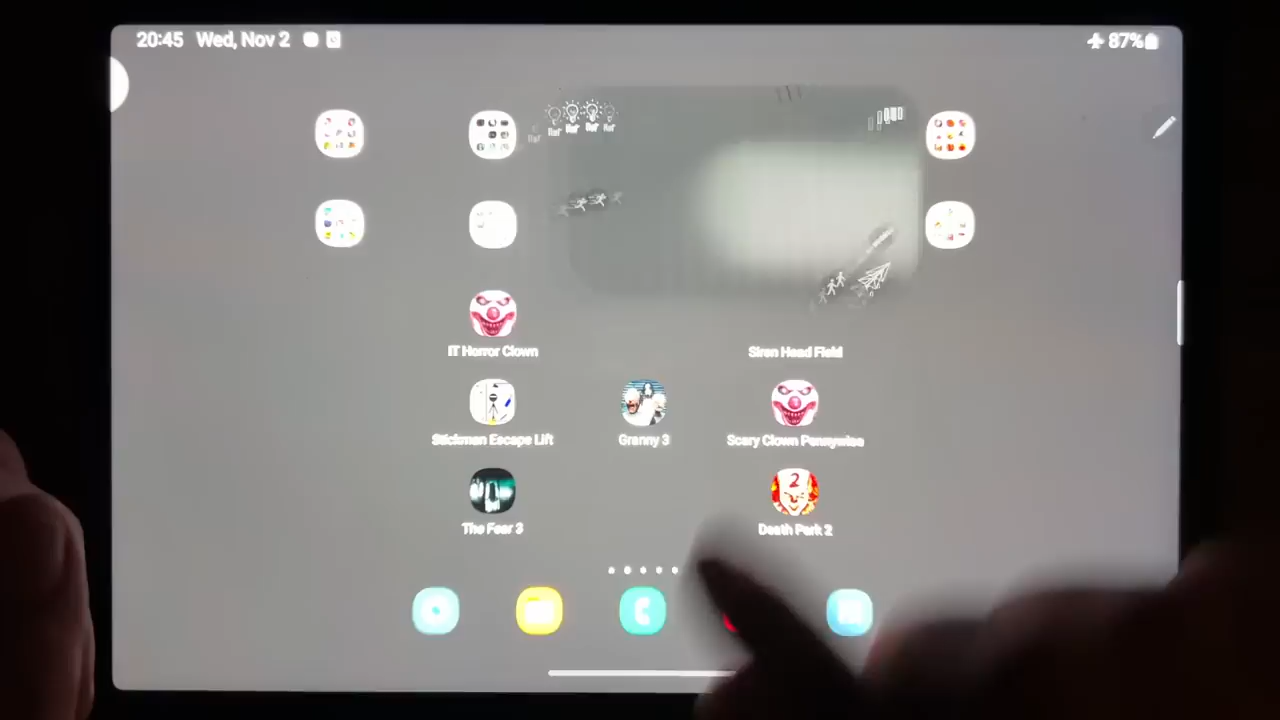 20:45 Wed, Nov 2
87%
IT Horror Clown
Siren Head Field
Stickman Escape Lift
Granny 3
Scary Clown Pennywise
2
The Fear 3
Death Park 2